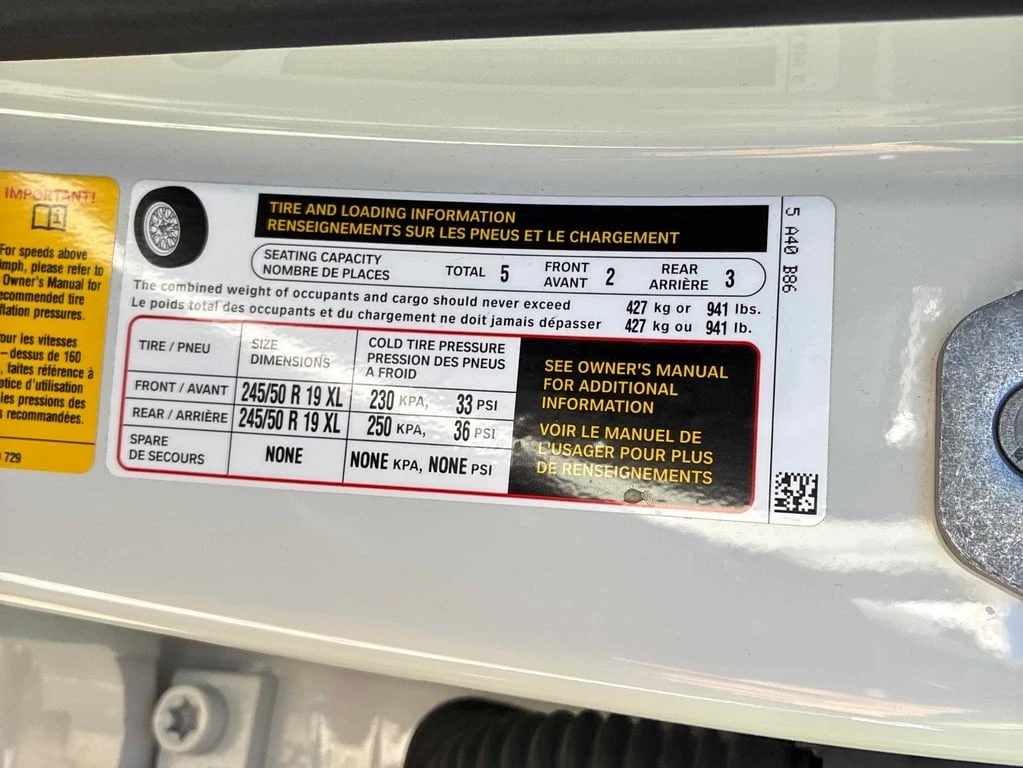 IMPORTANT!
For speeds above
mph, please refer to
Owner's Manual for
recommended tire
inflation pressures.
Pour les vitesses
– dessus de 160
, faites référence à
notice d'utilisation
les pressions des
s recommandées.
729
TIRE AND LOADING INFORMATION
RENSEIGNEMENTS SUR LES PNEUS ET LE CHARGEMENT
SEATING CAPACITY
NOMBRE DE PLACES
TOTAL 5
FRONT
AVANT 2
REAR
ARRIÈRE 3
The combined weight of occupants and cargo should never exceed 427 kg or 941 lbs.
Le poids total des occupants et du chargement ne doit jamais dépasser 427 kg ou 941 lb.
TIRE / PNEU
SIZE
DIMENSIONS
COLD TIRE PRESSURE
PRESSION DES PNEUS
A FROID
FRONT / AVANT 245/50 R 19 XL 230 KPA, 33 PSI
REAR / ARRIÈRE 245/50 R 19 XL 250 KPA, 36 PSI
SPARE
DE SECOURS
NONE NONE KPA, NONE PSI
SEE OWNER'S MANUAL
FOR ADDITIONAL
INFORMATION
VOIR LE MANUEL DE
L'USAGER POUR PLUS
DE RENSEIGNEMENTS
5 A40 B86